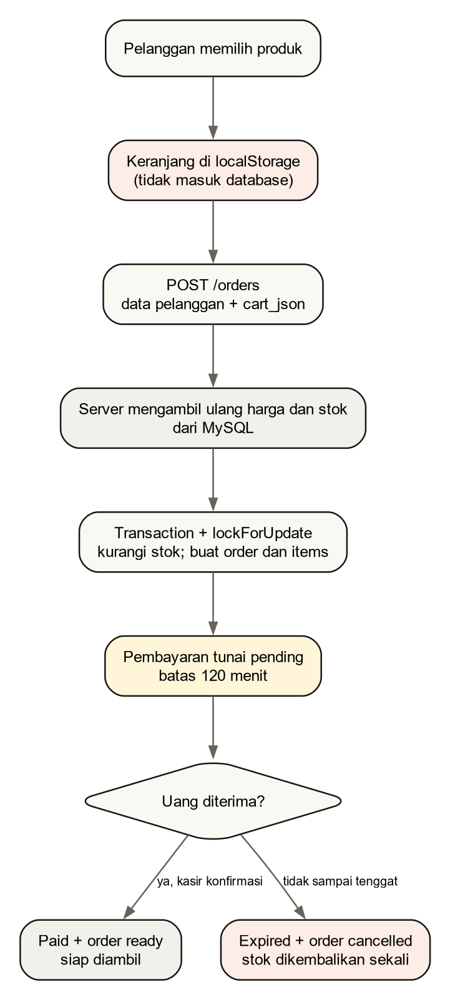 Pelanggan memilih produk
Keranjang di localStorage
(tidak masuk database)
POST /orders
data pelanggan + cart_json
Server mengambil ulang harga dan stok
dari MySQL
Transaction + lockForUpdate
kurangi stok; buat order dan items
Pembayaran tunai pending
batas 120 menit
Uang diterima?
ya, kasir konfirmasi
tidak sampai tenggat
Paid + order ready
siap diambil
Expired + order cancelled
stok dikembalikan sekali